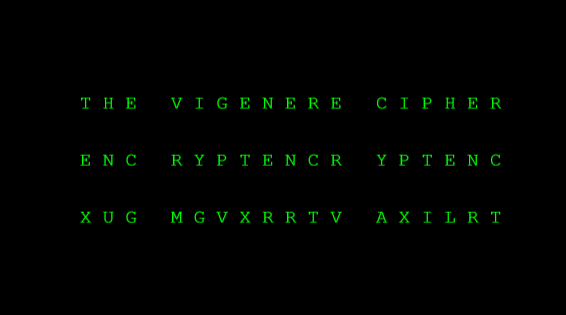 THE VIGENERE CIPHER
ENC RYPTENCR YPTENC
XUG MGVXRRTV AXILRT